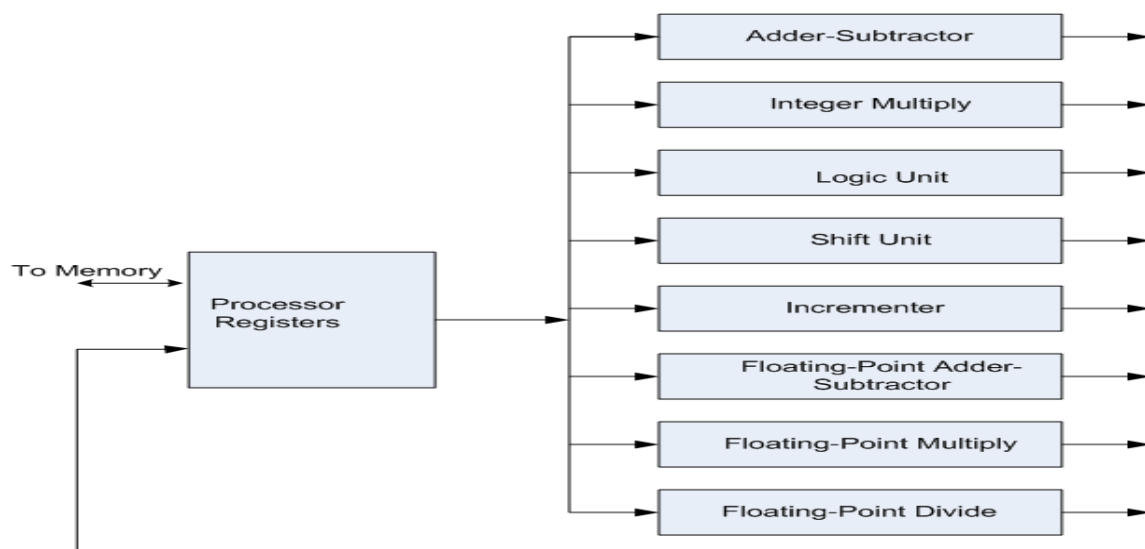 Adder-Subtractor
Integer Multiply
Logic Unit
Shift Unit
To Memory
Processor
Registers
Incrementer
Floating-Point Adder-
Subtractor
Floating-Point Multiply
Floating-Point Divide